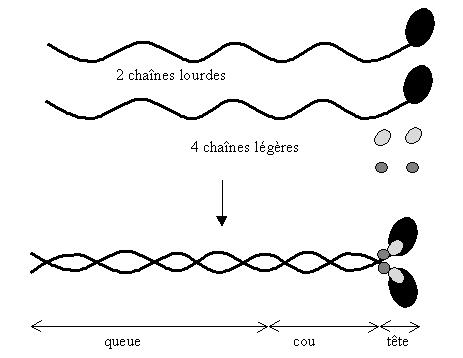 2 chaînes lourdes
4 chaînes légères
queue
cou
tête